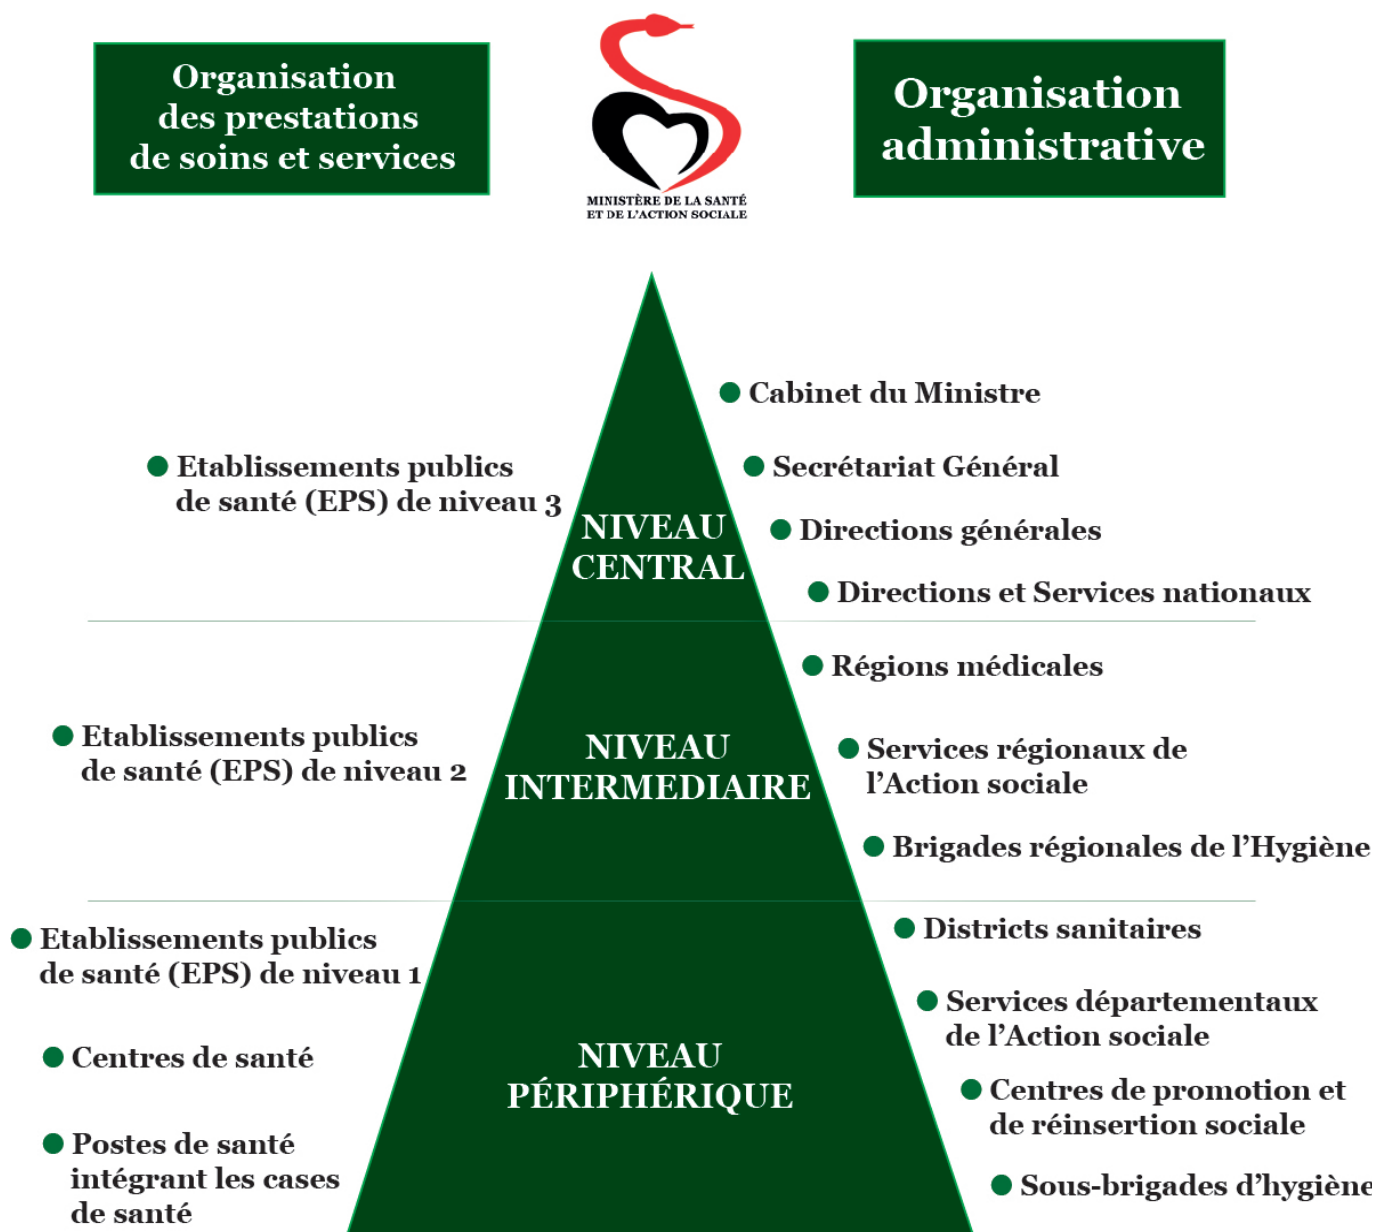 Organisation
des prestations
de soins et services
MINISTÈRE DE LA SANTÉ
ET DE L'ACTION SOCIALE
Organisation
administrative
Cabinet du Ministre
Etablissements publics
de santé (EPS) de niveau 3
Secrétariat Général
Directions générales
Directions et Services nationaux
NIVEAU
CENTRAL
Régions médicales
Etablissements publics
de santé (EPS) de niveau 2
NIVEAU
INTERMEDIAIRE
Services régionaux de
l’Action sociale
Brigades régionales de l’Hygiène
Etablissements publics
de santé (EPS) de niveau 1
Centres de santé
Postes de santé
intégrant les cases
de santé
NIVEAU
PÉRIPHÉRIQUE
Districts sanitaires
Services départementaux
de l’Action sociale
Centres de promotion et
de réinsertion sociale
Sous-brigades d’hygiène